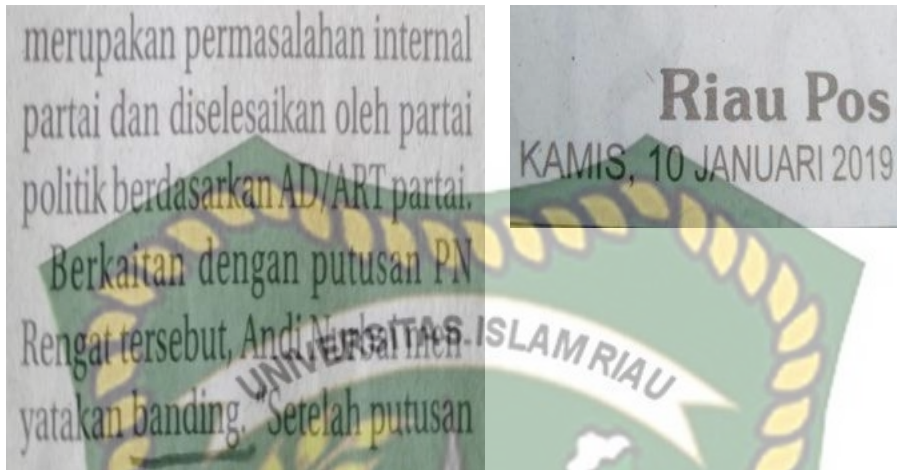 merupakan permasalahan internal
partai dan diselesaikan oleh partai
politik berdasarkan AD/ART partai.
Berkaitan dengan putusan PN
Rengat tersebut, Andi men-
yatakan banding. "Setelah putusan
Riau Pos
KAMIS, 10 JANUARI 2019
UNIVERSITAS ISLAM RIAU